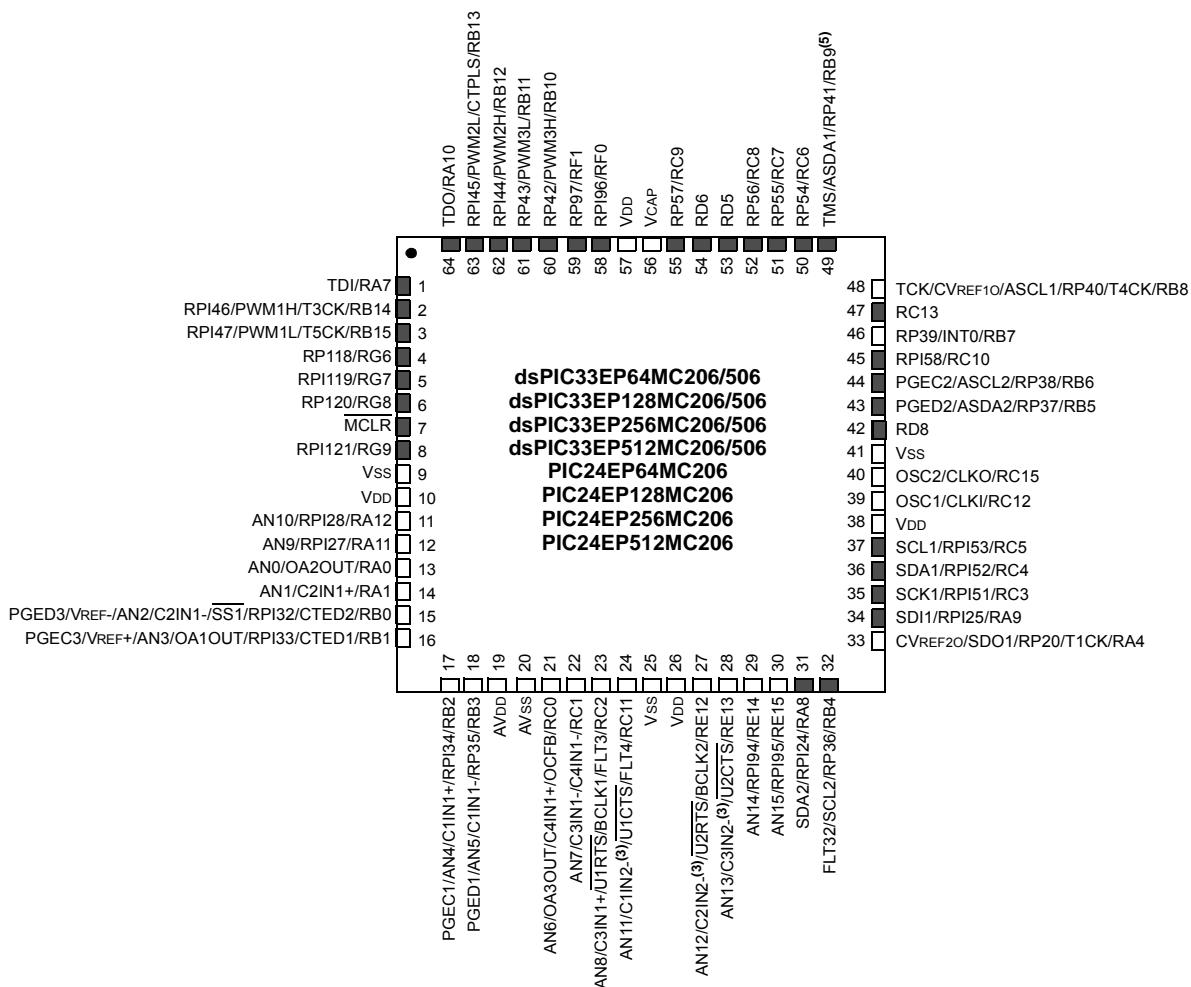 TDO/RA10
RPI45/PWM2L/CTPLS/RB13
RPI44/PWM2H/RB12
RP43/PWM3L/RB11
RP42/PWM3H/RB10
RP97/RF1
RPI96/RF0
VDD
VCAP
RP57/RC9
RD6
RD5
RP56/RC8
RP55/RC7
RP54/RC6
TMS/ASDA1/RP41/RB9(5)
64
63
62
61
60
59
58
57
56
55
54
53
52
51
50
49
TDI/RA7 1
RPI46/PWM1H/T3CK/RB14 2
RPI47/PWM1L/T5CK/RB15 3
RP118/RG6 4
RPI119/RG7 5
RP120/RG8 6
MCLR 7
RPI121/RG9 8
VSS 9
VDD 10
AN10/RPI28/RA12 11
AN9/RPI27/RA11 12
AN0/OA2OUT/RA0 13
AN1/C2IN1+/RA1 14
PGED3/VREF-/AN2/C2IN1-/SS1/RPI32/CTED2/RB0 15
PGEC3/VREF+/AN3/OA1OUT/RPI33/CTED1/RB1 16
dsPIC33EP64MC206/506
dsPIC33EP128MC206/506
dsPIC33EP256MC206/506
dsPIC33EP512MC206/506
PIC24EP64MC206
PIC24EP128MC206
PIC24EP256MC206
PIC24EP512MC206
48 TCK/CVREF1O/ASCL1/RP40/T4CK/RB8
47 RC13
46 RP39/INT0/RB7
45 RPI58/RC10
44 PGEC2/ASCL2/RP38/RB6
43 PGED2/ASDA2/RP37/RB5
42 RD8
41 VSS
40 OSC2/CLKO/RC15
39 OSC1/CLKI/RC12
38 VDD
37 SCL1/RPI53/RC5
36 SDA1/RPI52/RC4
35 SCK1/RPI51/RC3
34 SDI1/RPI25/RA9
33 CVREF2O/SDO1/RP20/T1CK/RA4
17
18
19
20
21
22
23
24
25
26
27
28
29
30
31
32
PGEC1/AN4/C1IN1+/RPI34/RB2
PGED1/AN5/C1IN1-/RP35/RB3
AVDD
AVSS
AN6/OA3OUT/C4IN1+/OCFB/RC0
AN7/C3IN1-/C4IN1-/RC1
AN8/C3IN1+/U1RTS/BCLK1/FLT3/RC2
AN11/C1IN2-(3)/U1CTS/FLT4/RC11
VSS
VDD
AN12/C2IN2-(3)/U2RTS/BCLK2/RE12
AN13/C3IN2-(3)/U2CTS/RE13
AN14/RPI94/RE14
AN15/RPI95/RE15
SDA2/RPI24/RA8
FLT32/SCL2/RP36/RB4